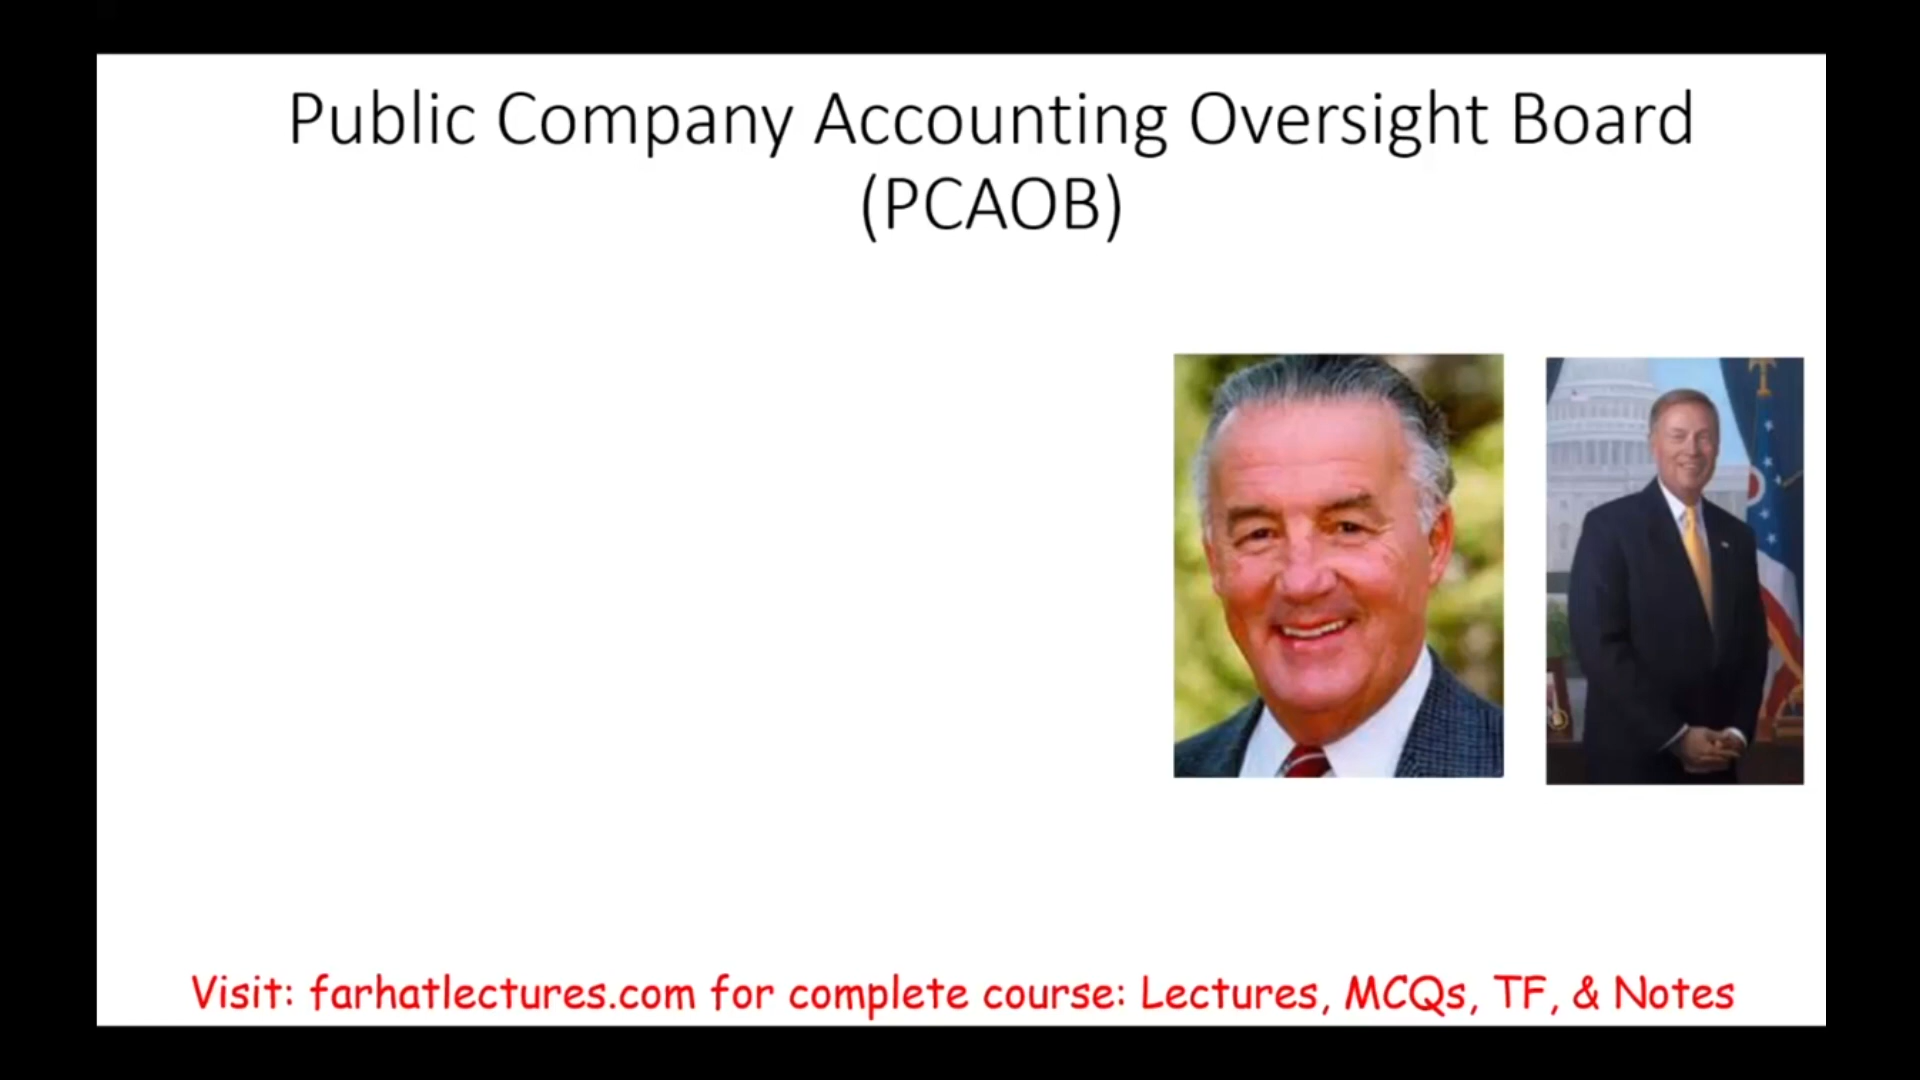 Public Company Accounting Oversight Board
(PCAOB)
Visit: farhatlectures.com for complete course: Lectures, MCQs, TF, & Notes